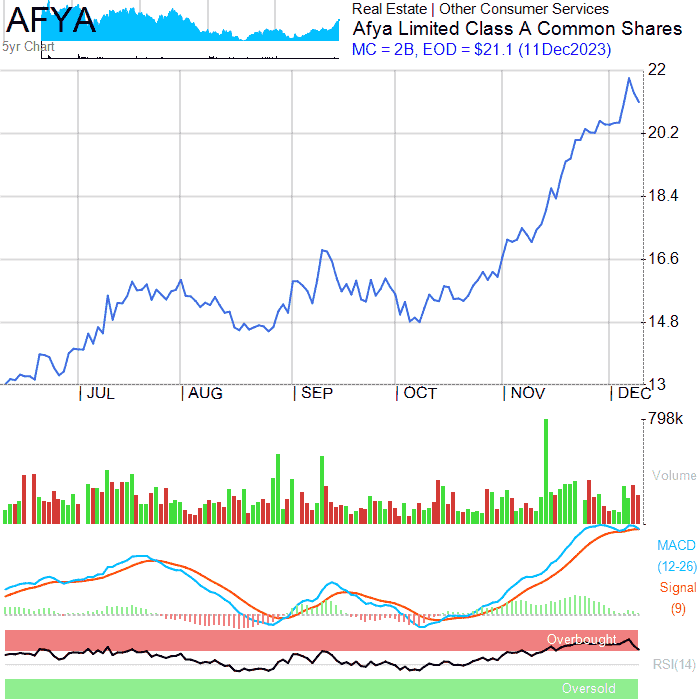 AFYA
5yr Chart
Real Estate | Other Consumer Services
Afya Limited Class A Common Shares
MC = 2B, EOD = $21.1 (11Dec2023)
22
20.2
18.4
16.6
14.8
13
JUL
AUG
SEP
OCT
NOV
DEC
798k
Volume
MACD
(12-26)
Signal
(9)
Overbought
RSI(14)
Oversold